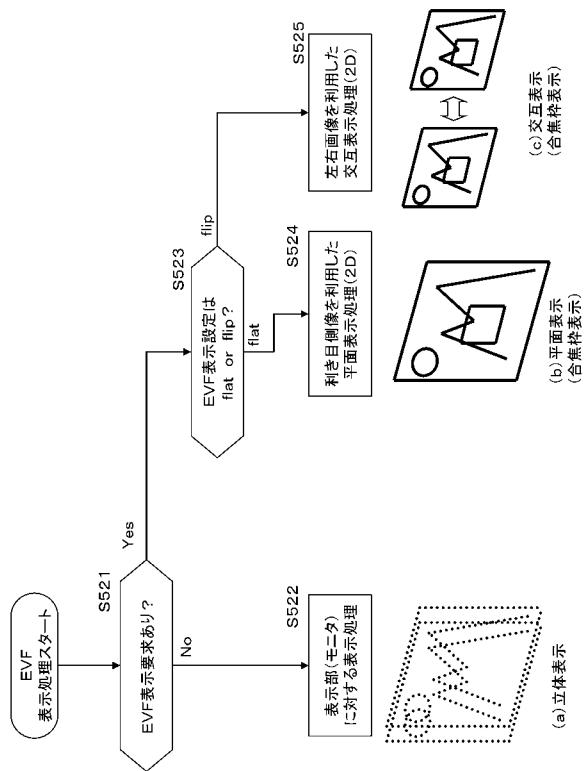 EVF
表示処理スタート
S521
EVF表示要求あり？
Yes
No
S522
表示部(モニタ)
に対する表示処理
(a)立体表示
S523
EVF表示設定は
flat or flip？
flat
flip
S524
利き目側像を利用した
平面表示処理(2D)
(b)平面表示
(合焦枠表示)
S525
左右画像を利用した
交互表示処理(2D)
(c)交互表示
(合焦枠表示)